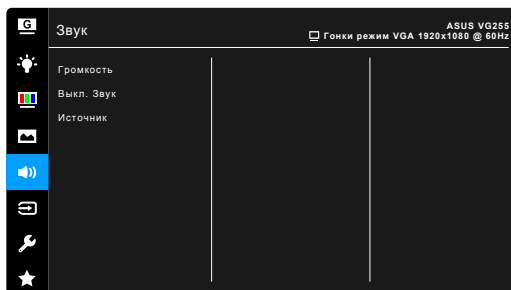 G
Звук
ASUS VG255
Гонки режим VGA 1920x1080 @ 60Hz
Громкость
Выкл. Звук
Источник